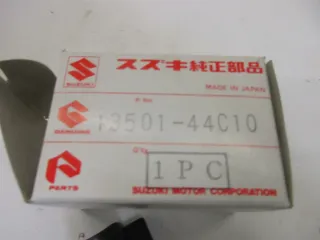 SUZUKI
スズキ純正部品
MADE IN JAPAN
P No.
GENUINE
13501-44C10
Q'ty
1PC
PARTS
SUZUKI MOTOR CORPORATION